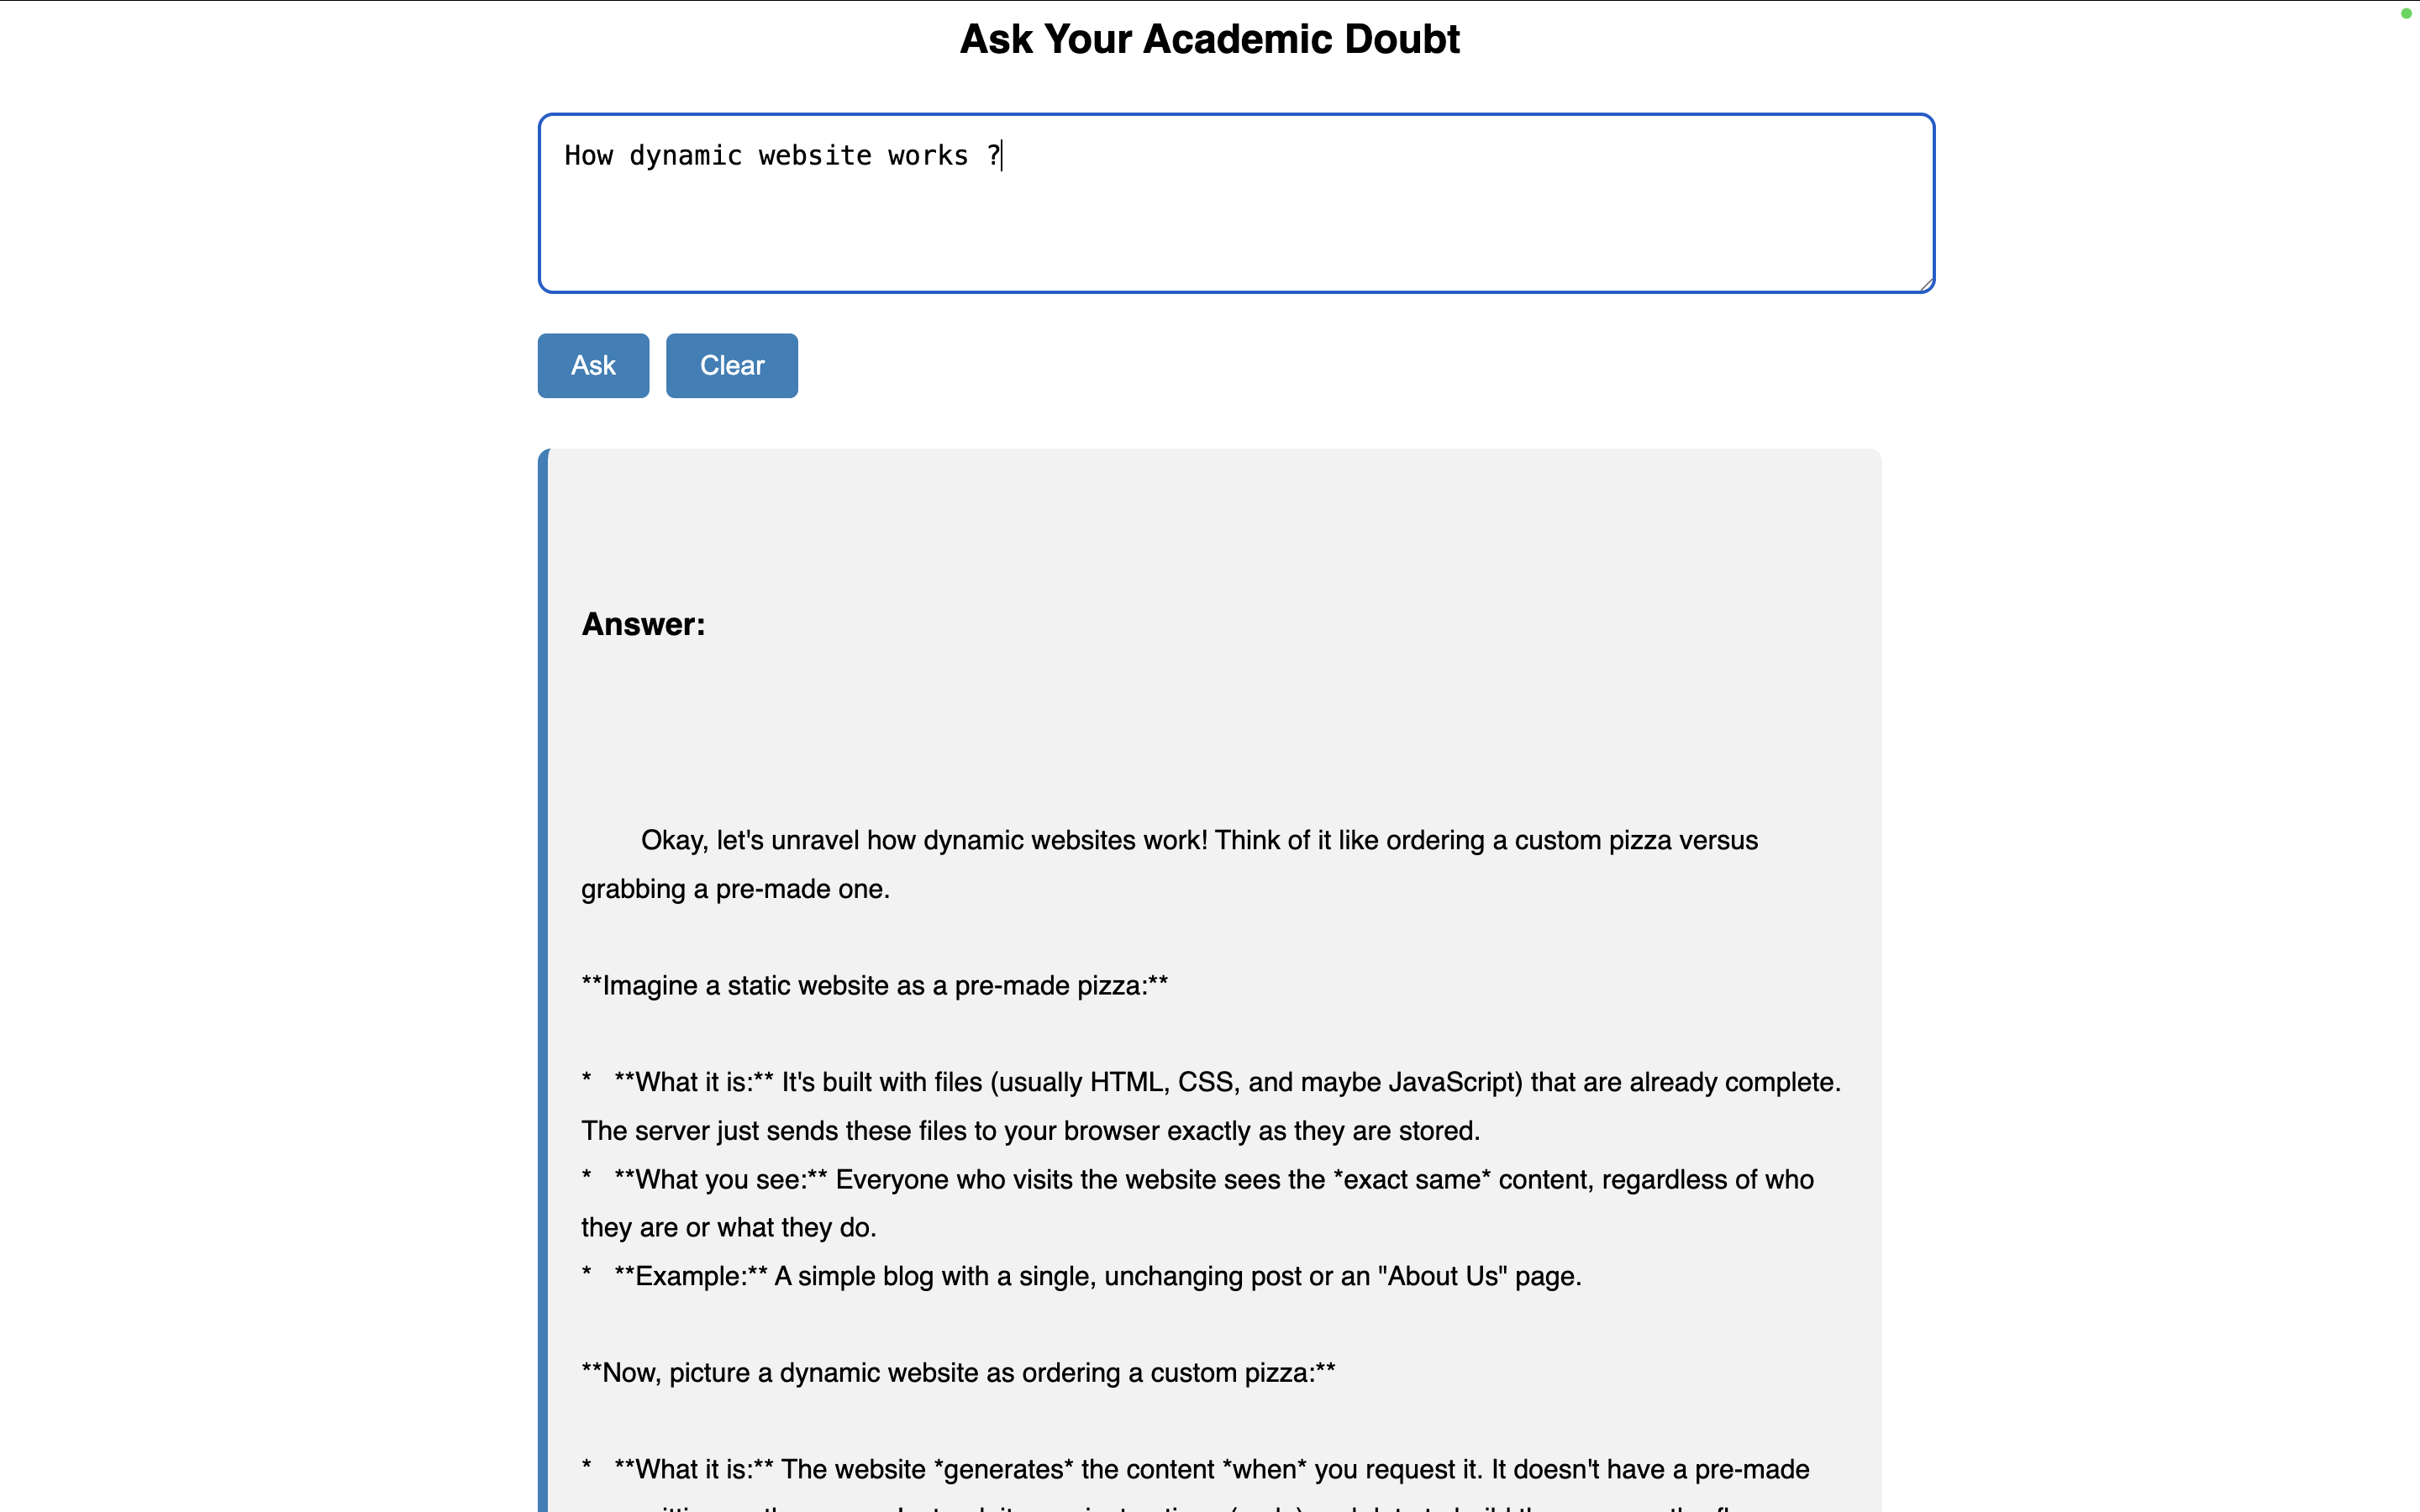 Ask Your Academic Doubt
How dynamic website works ?
Ask Clear
Answer:
Okay, let's unravel how dynamic websites work! Think of it like ordering a custom pizza versus
grabbing a pre-made one.
**Imagine a static website as a pre-made pizza:**
* **What it is:** It's built with files (usually HTML, CSS, and maybe JavaScript) that are already complete.
The server just sends these files to your browser exactly as they are stored.
* **What you see:** Everyone who visits the website sees the *exact same* content, regardless of who
they are or what they do.
* **Example:** A simple blog with a single, unchanging post or an "About Us" page.
**Now, picture a dynamic website as ordering a custom pizza:**
* **What it is:** The website *generates* the content *when* you request it. It doesn't have a pre-made